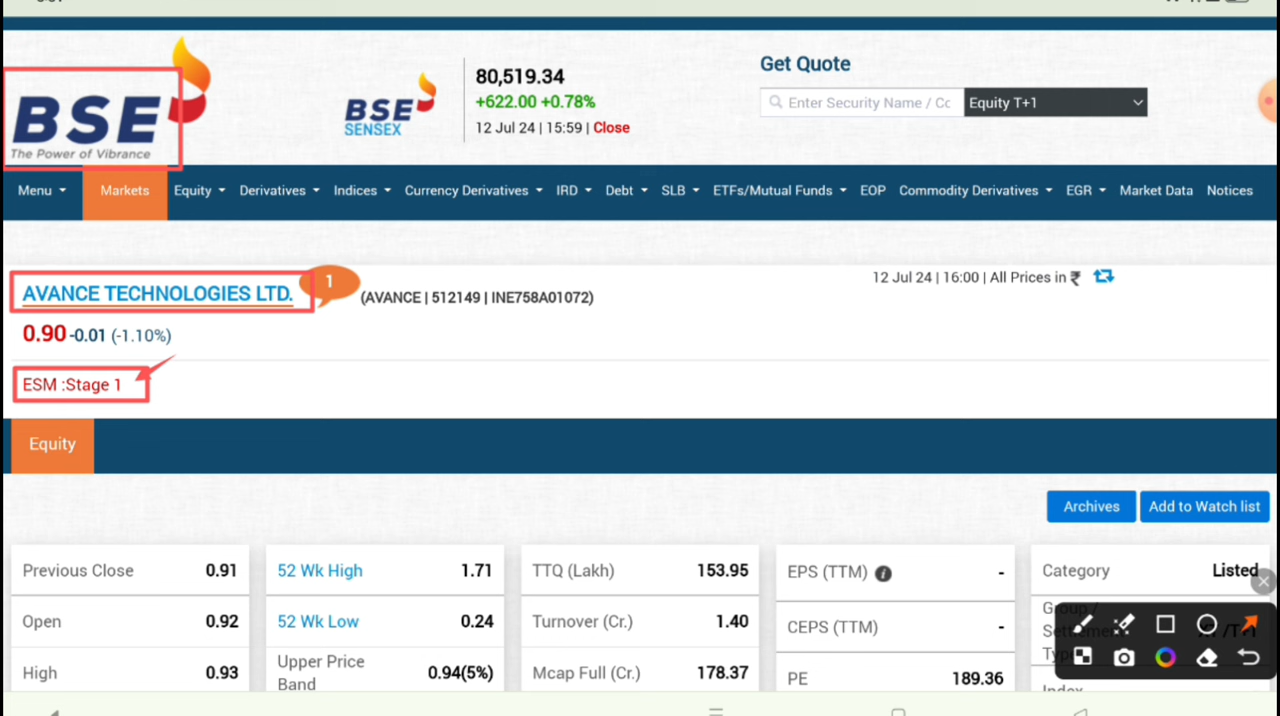 BSE
The Power of Vibrance
BSE
SENSEX
80,519.34
+622.00 +0.78%
12 Jul 24 | 15:59 | Close
Get Quote
Enter Security Name / Cc
Equity T+1
Menu Markets Equity Derivatives Indices Currency Derivatives IRD Debt SLB ETFs/Mutual Funds EOP Commodity Derivatives EGR Market Data Notices
AVANCE TECHNOLOGIES LTD.
1
(AVANCE | 512149 | INE758A01072)
12 Jul 24 | 16:00 | All Prices in ₹
0.90 -0.01 (-1.10%)
ESM :Stage 1
Equity
Archives
Add to Watch list
Previous Close 0.91
52 Wk High 1.71
TTQ (Lakh) 153.95
EPS (TTM) i -
Category Listed
Open 0.92
52 Wk Low 0.24
Turnover (Cr.) 1.40
CEPS (TTM) -
Group /
High 0.93
Upper Price
Band 0.94(5%)
Mcap Full (Cr.) 178.37
PE 189.36